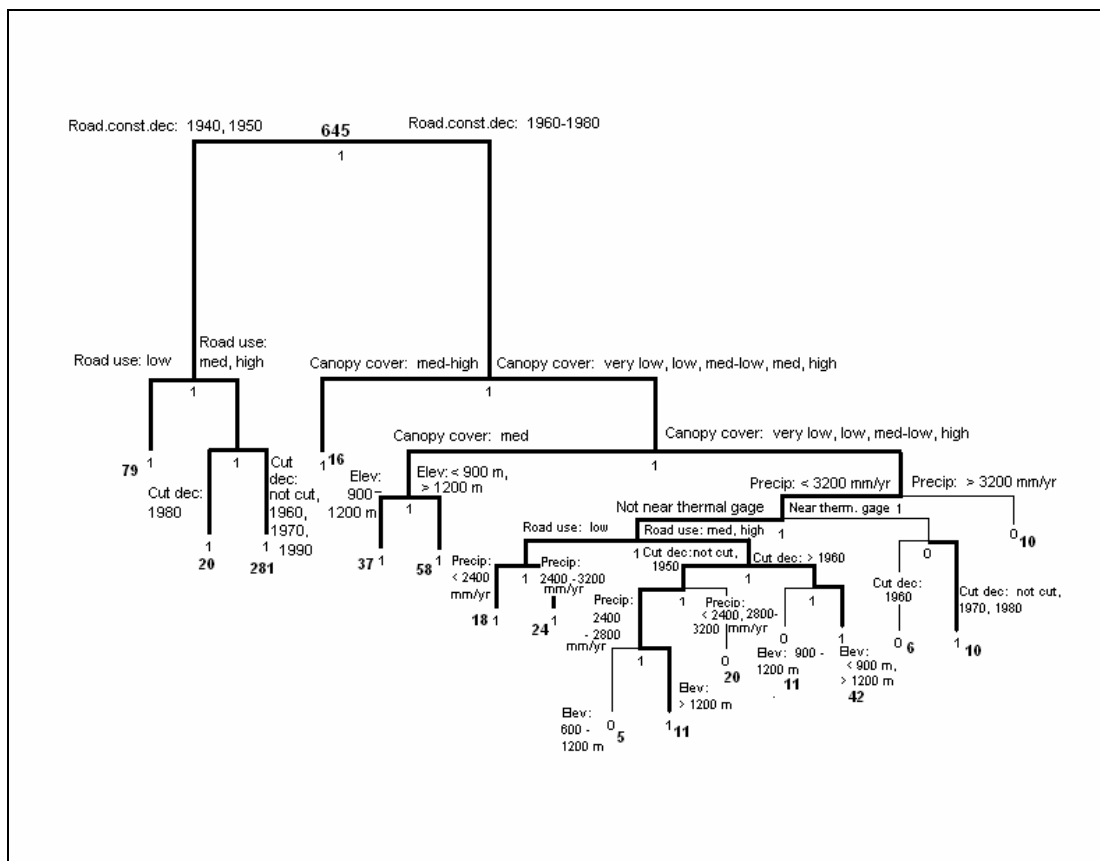 Road.const.dec: 1940, 1950
645
Road.const.dec: 1960-1980
1
Road use: low
Road use:
med, high
Canopy cover: med-high
Canopy cover: very low, low, med-low, med, high
1
1
Canopy cover: med
Canopy cover: very low, low, med-low, high
79
1
1
Cut
dec:
not cut,
1960,
1970,
1990
1
16
1
Cut dec:
1980
Elev:
900-
1200 m
Elev: < 900 m,
> 1200 m
Precip: < 3200 mm/yr
Precip: > 3200 mm/yr
1
20
1
281
1
37
1
58
1
1
Not near thermal gage
Near therm. gage
1
0
10
Road use: low
Road use: med, high
1
Cut dec:not cut,
1950
Cut dec: > 1960
0
Precip:
< 2400
mm/yr
1
Precip:
2400 -3200
mm/yr
1
18
1
24
1
Precip:
2400
- 2800
mm/yr
1
Precip:
< 2400, 2800-
3200 mm/yr
1
Cut dec:
1960
Cut dec: not cut,
1970, 1980
0
6
1
10
0
20
0
Elev: 900 -
1200 m
11
1
Elev:
< 900 m,
> 1200 m
42
1
Elev:
600 -
1200 m
Elev:
> 1200 m
0
5
1
11